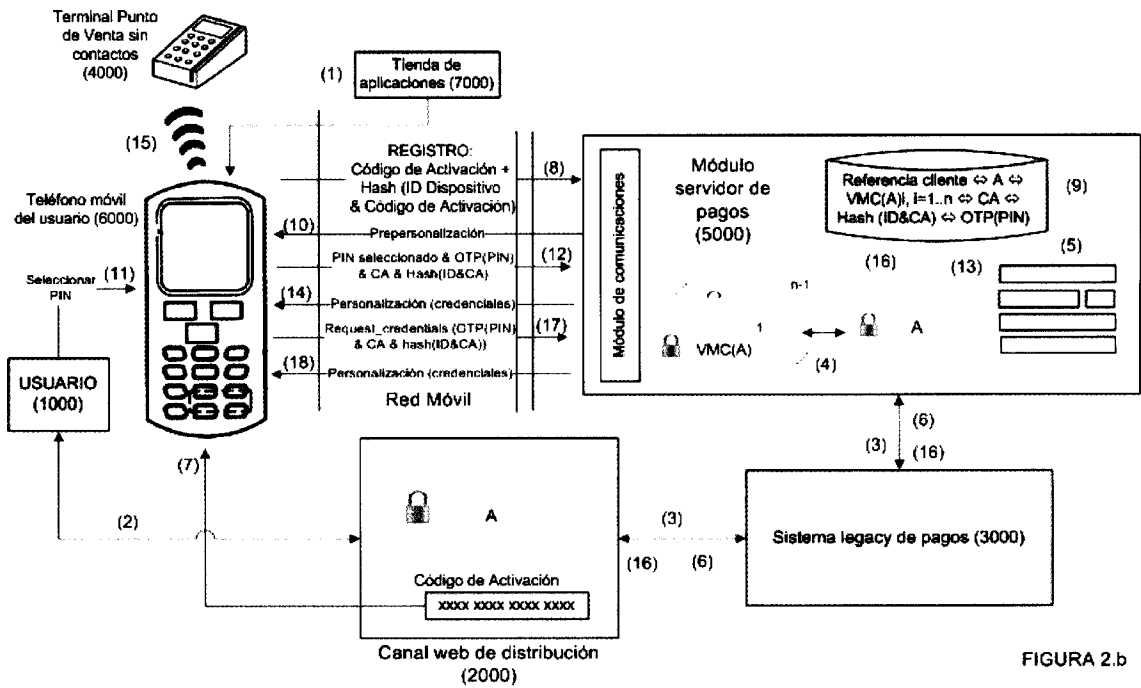 Terminal Punto
de Venta sin
contactos
(4000)
(1)
Tienda de
aplicaciones (7000)
(15)
Teléfono móvil
del usuario (6000)
REGISTRO:
Código de Activación +
Hash (ID Dispositivo
& Código de Activación)
(8)
(10)
Prepersonalización
PIN seleccionado & OTP(PIN)
& CA & Hash(ID&CA)
(12)
Seleccionar
PIN
(11)
(14)
Personalización (credenciales)
Request_credentials (OTP(PIN)
& CA & hash(ID&CA))
(17)
(18)
Personalización (credenciales)
Red Móvil
USUARIO
(1000)
Módulo de comunicaciones
Módulo
servidor de
pagos
(5000)
Referencia cliente ⇔ A ⇔
VMC(A)i, i=1..n ⇔ CA ⇔
Hash (ID&CA) ⇔ OTP(PIN)
(9)
(16)
(13)
(5)
n-1
1
VMC(A)
A
(4)
(6)
(3)
(16)
(7)
(2)
A
Código de Activación
xxxx xxxx xxxx xxxx
(3)
(16)
(6)
Sistema legacy de pagos (3000)
Canal web de distribución
(2000)
FIGURA 2.b